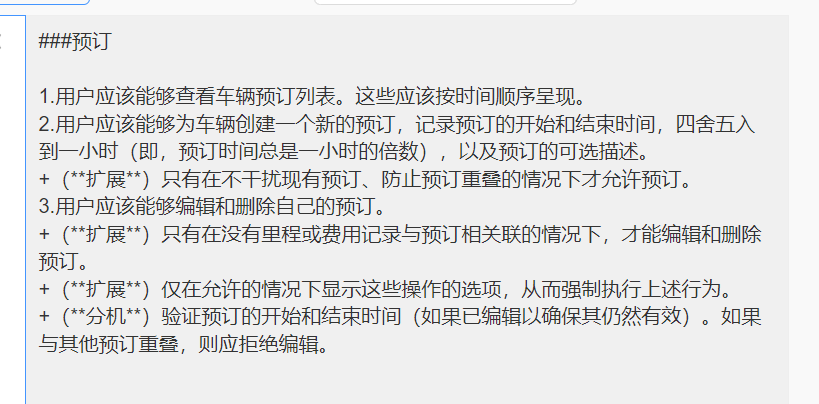 ###预订
1.用户应该能够查看车辆预订列表。这些应该按时间顺序呈现。
2.用户应该能够为车辆创建一个新的预订，记录预订的开始和结束时间，四舍五入
到一小时（即，预订时间总是一小时的倍数），以及预订的可选描述。
+（**扩展**）只有在不干扰现有预订、防止预订重叠的情况下才允许预订。
3.用户应该能够编辑和删除自己的预订。
+（**扩展**）只有在没有里程或费用记录与预订相关联的情况下，才能编辑和删除
预订。
+（**扩展**）仅在允许的情况下显示这些操作的选项，从而强制执行上述行为。
+（**分机**）验证预订的开始和结束时间（如果已编辑以确保其仍然有效）。如果
与其他预订重叠，则应拒绝编辑。